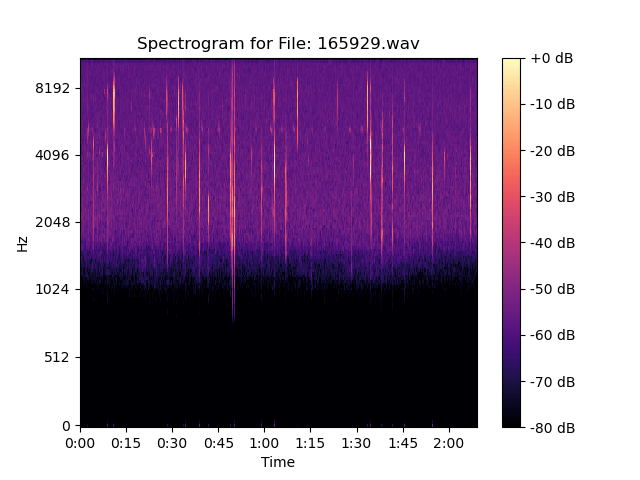 Spectrogram for File: 165929.wav
Hz
8192
4096
2048
1024
512
0
0:00 0:15 0:30 0:45 1:00 1:15 1:30 1:45 2:00
Time
+0 dB
-10 dB
-20 dB
-30 dB
-40 dB
-50 dB
-60 dB
-70 dB
-80 dB